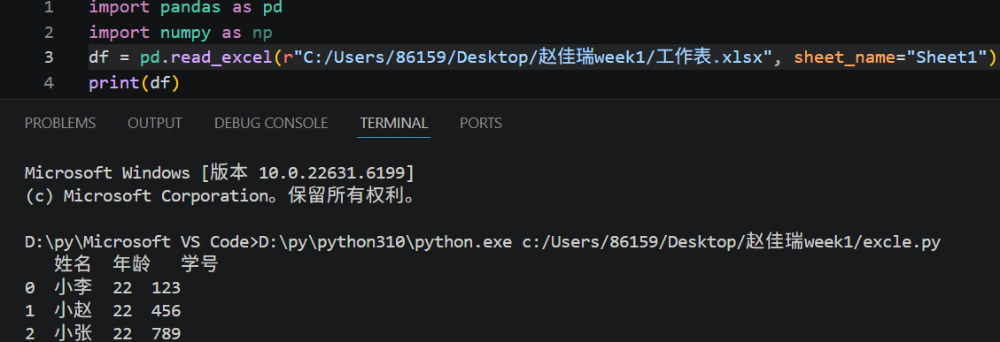 1 import pandas as pd
2 import numpy as np
3 df = pd.read_excel(r"C:/Users/86159/Desktop/赵佳瑞week1/工作表.xlsx", sheet_name="Sheet1")
4 print(df)
PROBLEMS OUTPUT DEBUG CONSOLE TERMINAL PORTS
Microsoft Windows [版本 10.0.22631.6199]
(c) Microsoft Corporation。保留所有权利。
D:\py\Microsoft VS Code>D:\py\python310\python.exe c:/Users/86159/Desktop/赵佳瑞week1/excle.py
姓名 年龄 学号
0 小李 22 123
1 小赵 22 456
2 小张 22 789